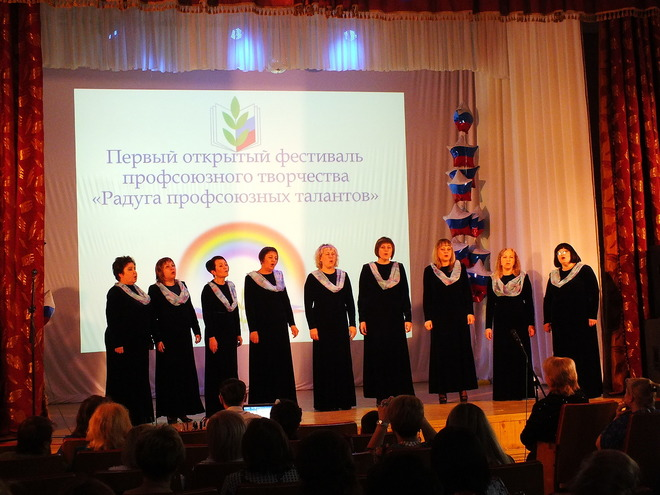 Первый открытый фестиваль
профсоюзного творчества
«Радуга профсоюзных талантов»